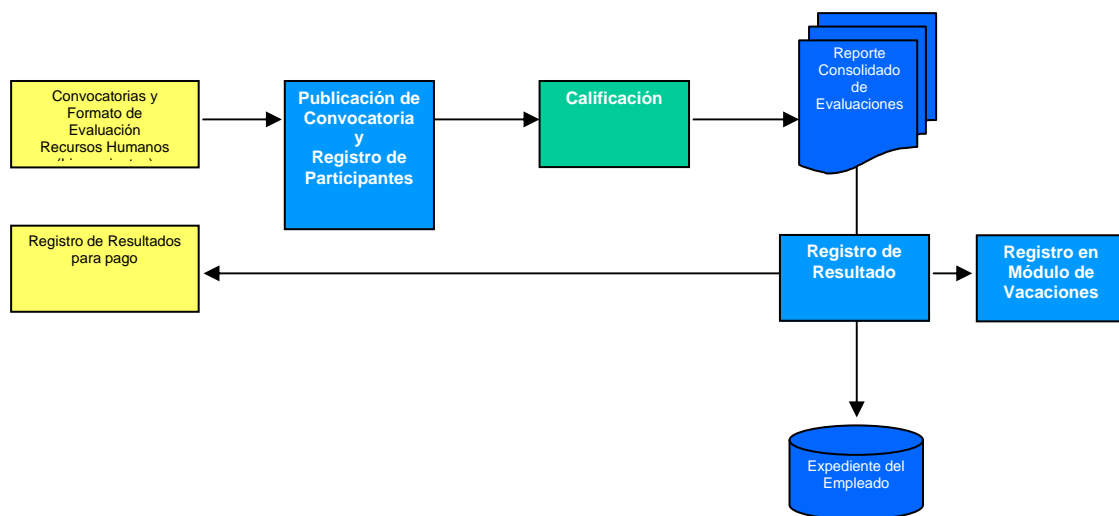 Convocatorias y
Formato de
Evaluación
Recursos Humanos
Publicación de
Convocatoria
y
Registro de
Participantes
Calificación
Reporte
Consolidado
de
Evaluaciones
Registro de Resultados
para pago
Registro de
Resultado
Registro en
Módulo de
Vacaciones
Expediente del
Empleado